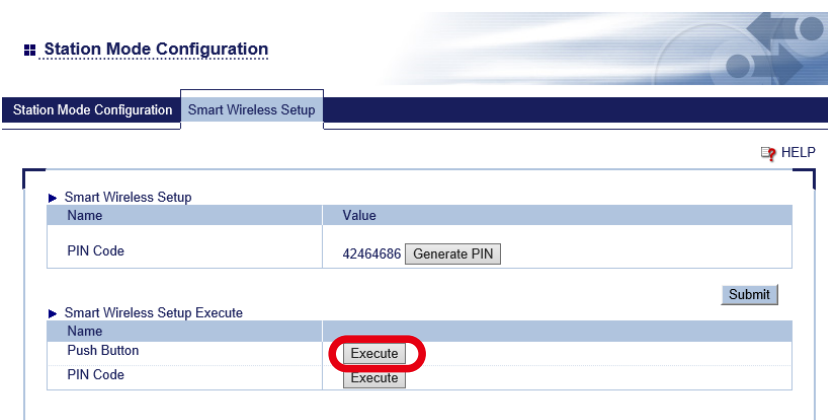 Station Mode Configuration
Station Mode Configuration Smart Wireless Setup
HELP
Smart Wireless Setup
Name Value
PIN Code 42464686 Generate PIN
Submit
Smart Wireless Setup Execute
Name
Push Button Execute
PIN Code Execute